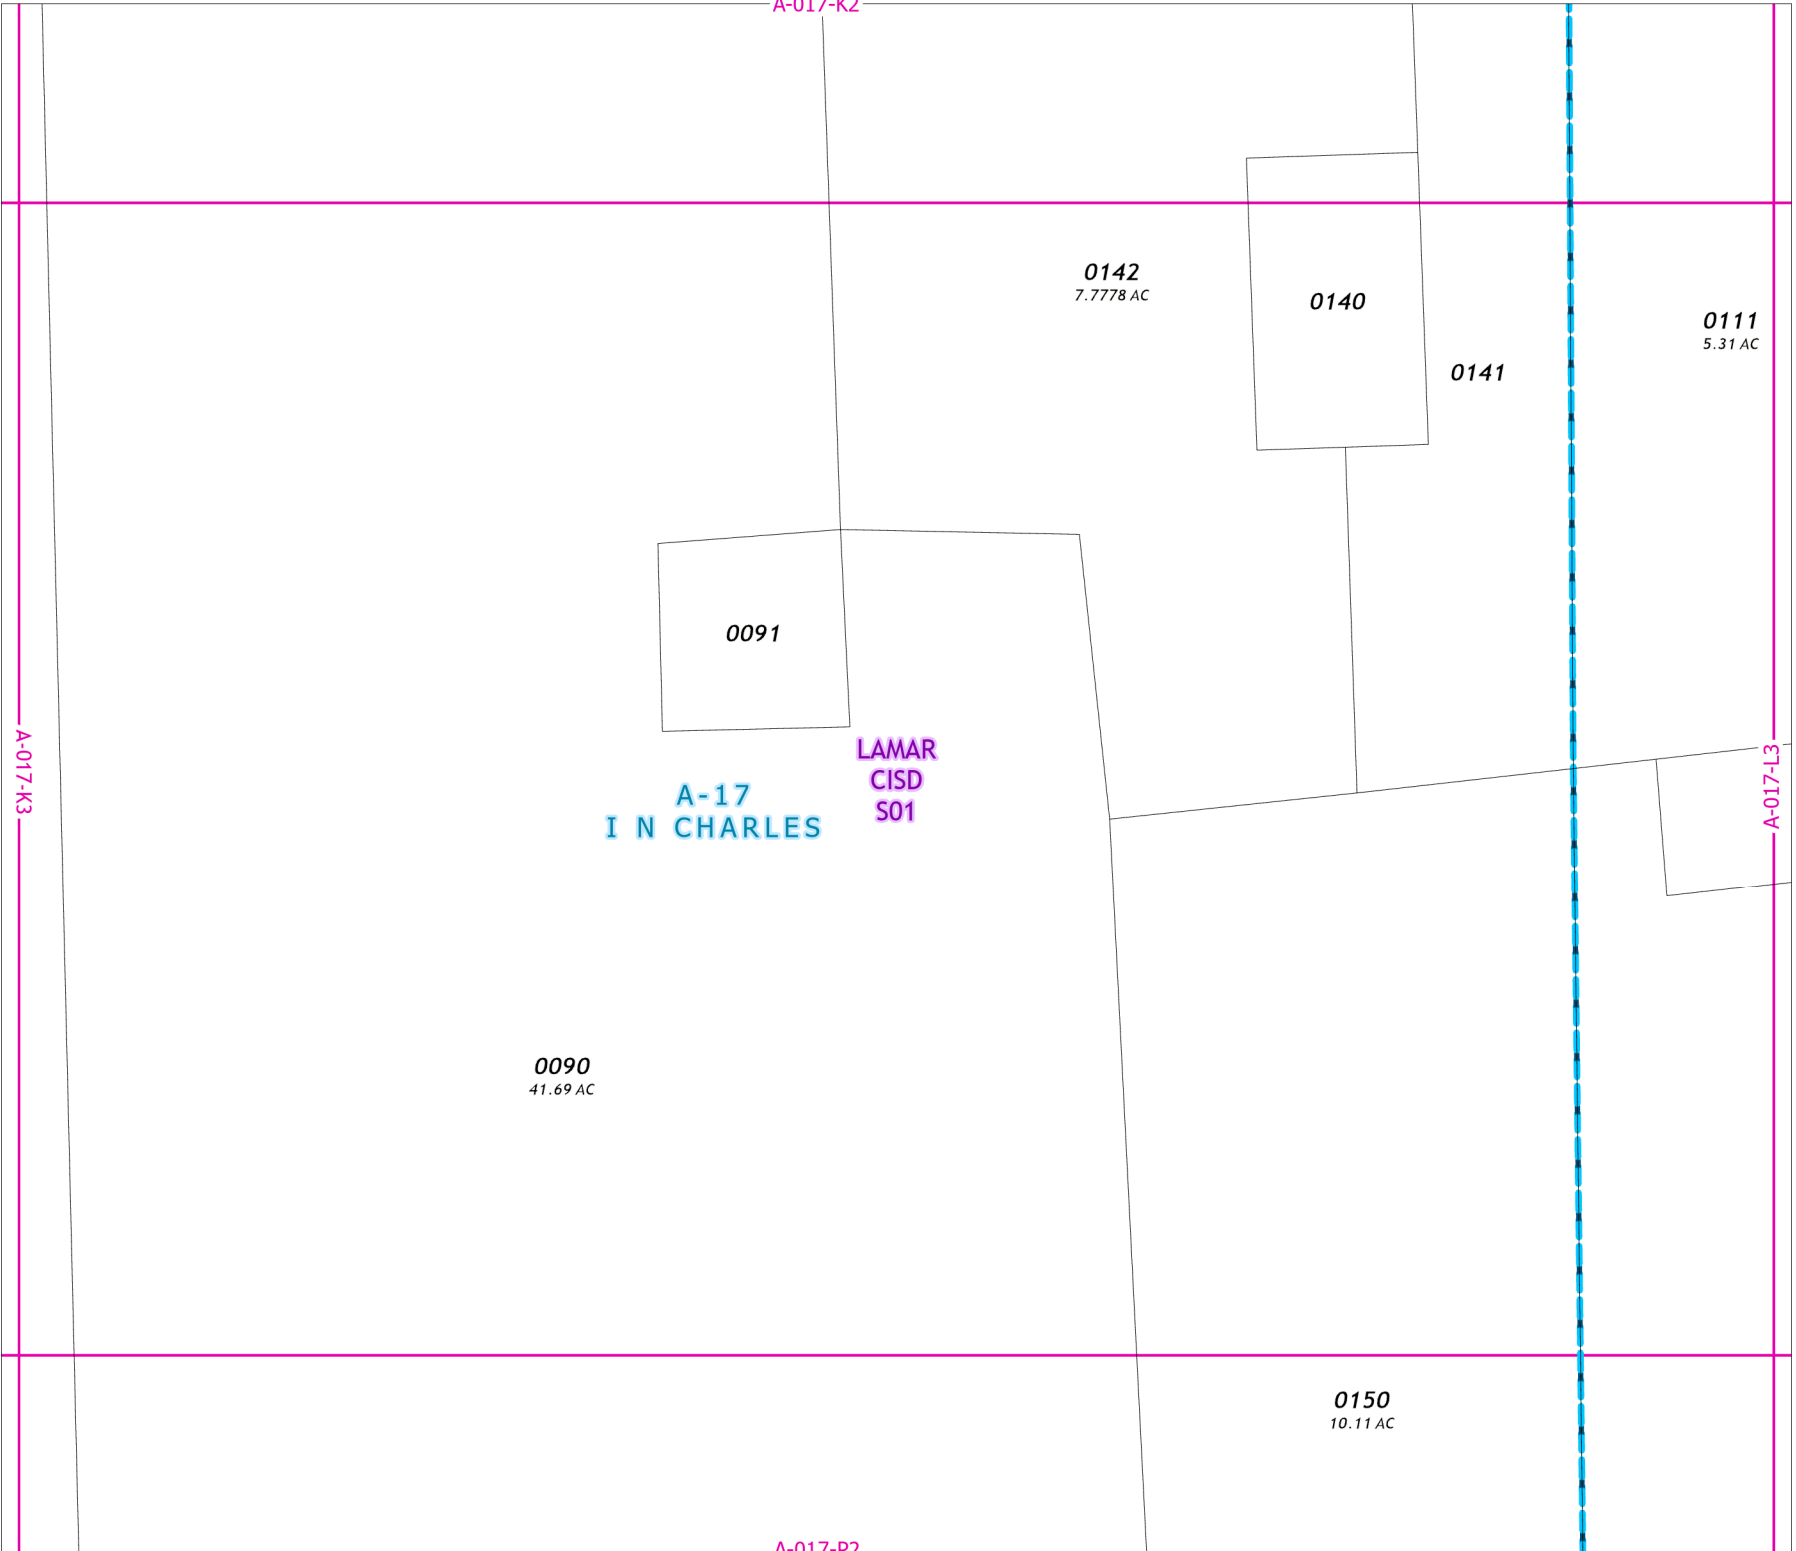 A-017-K2
0142
7.7778 AC
0140
0111
5.31 AC
0141
0091
LAMAR
CISD
S01
A-17
I N CHARLES
A-017-K3
A-017-L3
0090
41.69 AC
0150
10.11 AC
A-017-P2